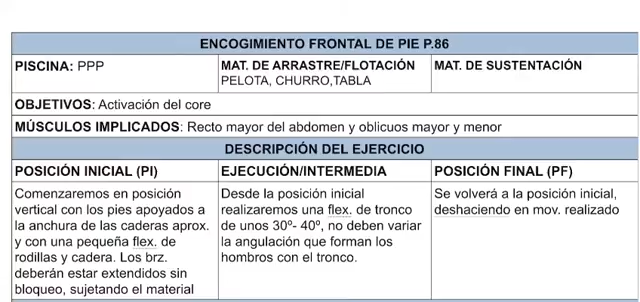 ENCOGIMIENTO FRONTAL DE PIE P.86
PISCINA: PPP
MAT. DE ARRASTRE/FLOTACIÓN
PELOTA, CHURRO,TABLA
MAT. DE SUSTENTACIÓN
OBJETIVOS: Activación del core
MÚSCULOS IMPLICADOS: Recto mayor del abdomen y oblicuos mayor y menor
DESCRIPCIÓN DEL EJERCICIO
POSICIÓN INICIAL (PI)
Comenzaremos en posición
vertical con los pies apoyados a
la anchura de las caderas aprox.
y con una pequeña flex. de
rodillas y cadera. Los brz.
deberán estar extendidos sin
bloqueo, sujetando el material
EJECUCIÓN/INTERMEDIA
Desde la posición inicial
realizaremos una flex. de tronco
de unos 30º- 40º, no deben variar
la angulación que forman los
hombros con el tronco.
POSICIÓN FINAL (PF)
Se volverá a la posición inicial,
deshaciendo en mov. realizado